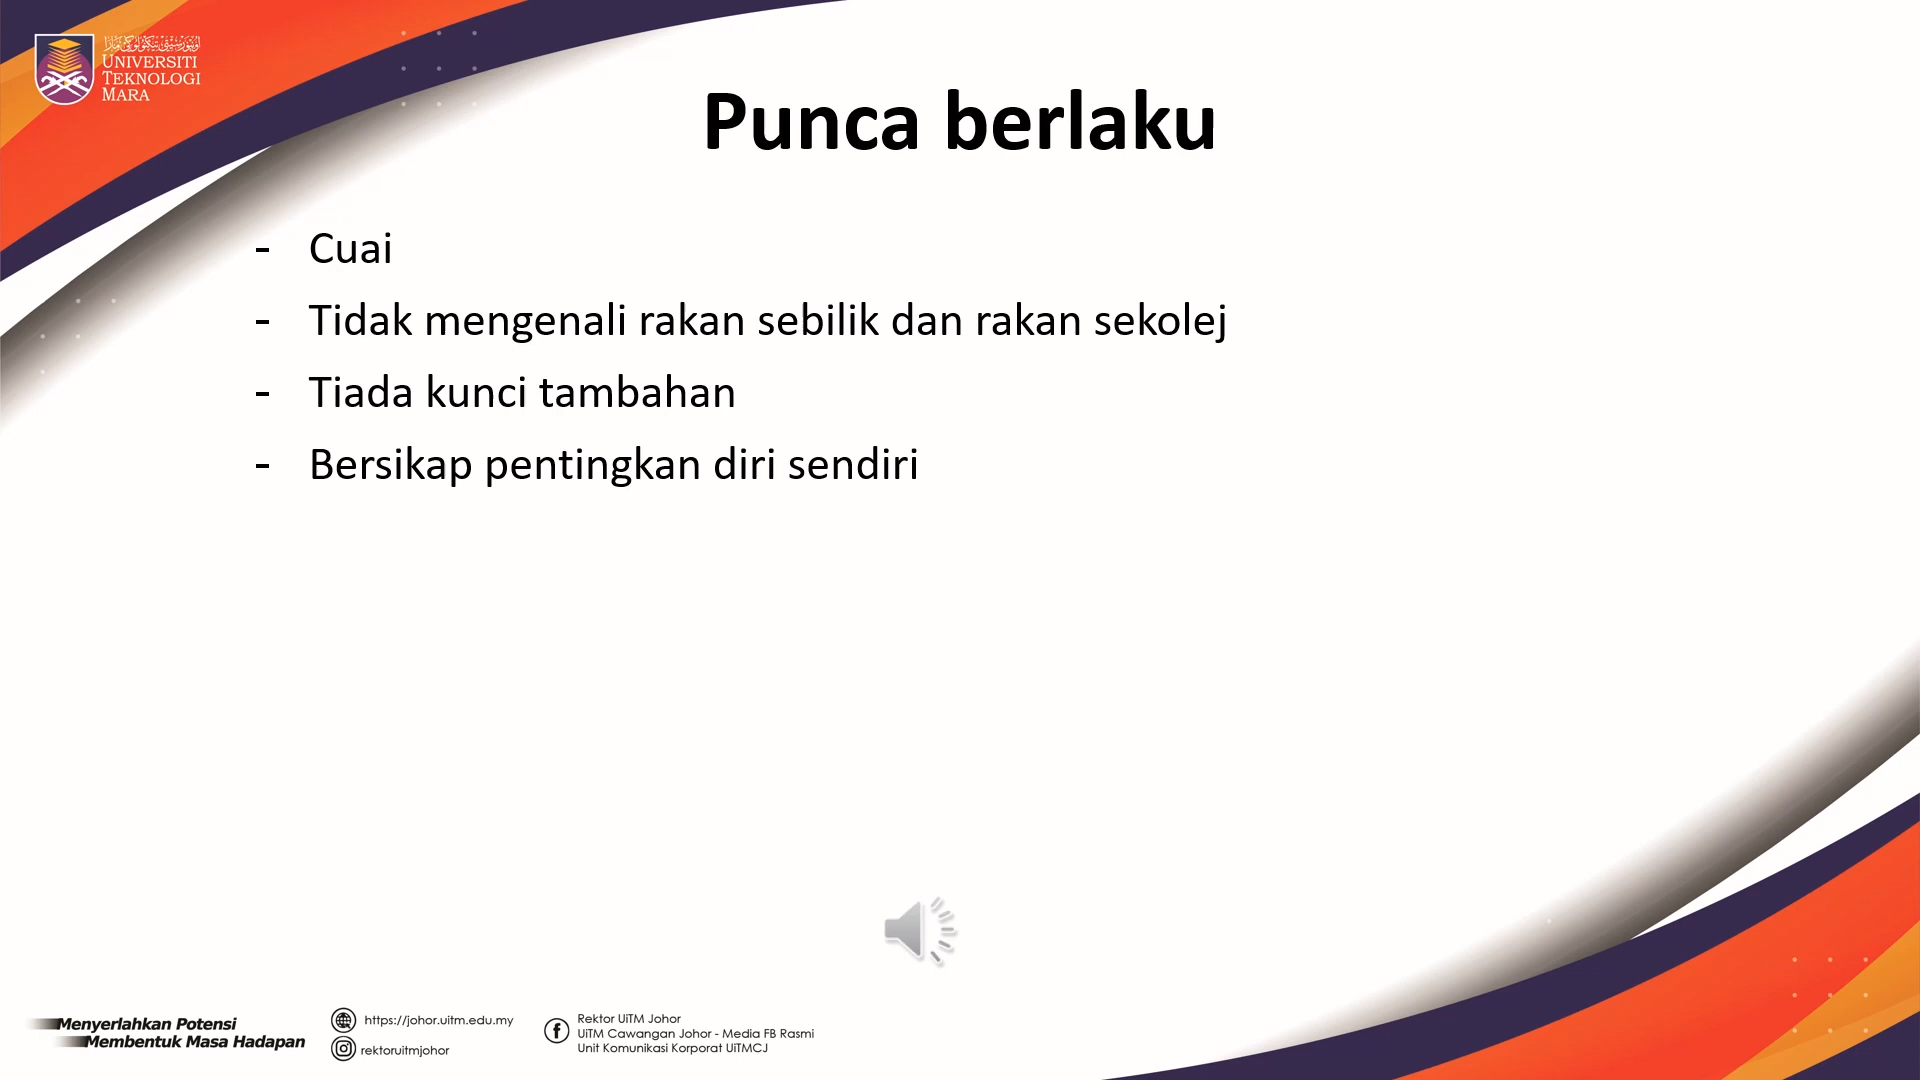 UNIVERSITI
TEKNOLOGI
MARA
Punca berlaku
- Cuai
- Tidak mengenali rakan sebilik dan rakan sekolej
- Tiada kunci tambahan
- Bersikap pentingkan diri sendiri
Menyerlahkan Potensi
Membentuk Masa Hadapan
https://johor.uitm.edu.my
rektoruitmjohor
Rektor UiTM Johor
UiTM Cawangan Johor - Media FB Rasmi
Unit Komunikasi Korporat UiTMCJ